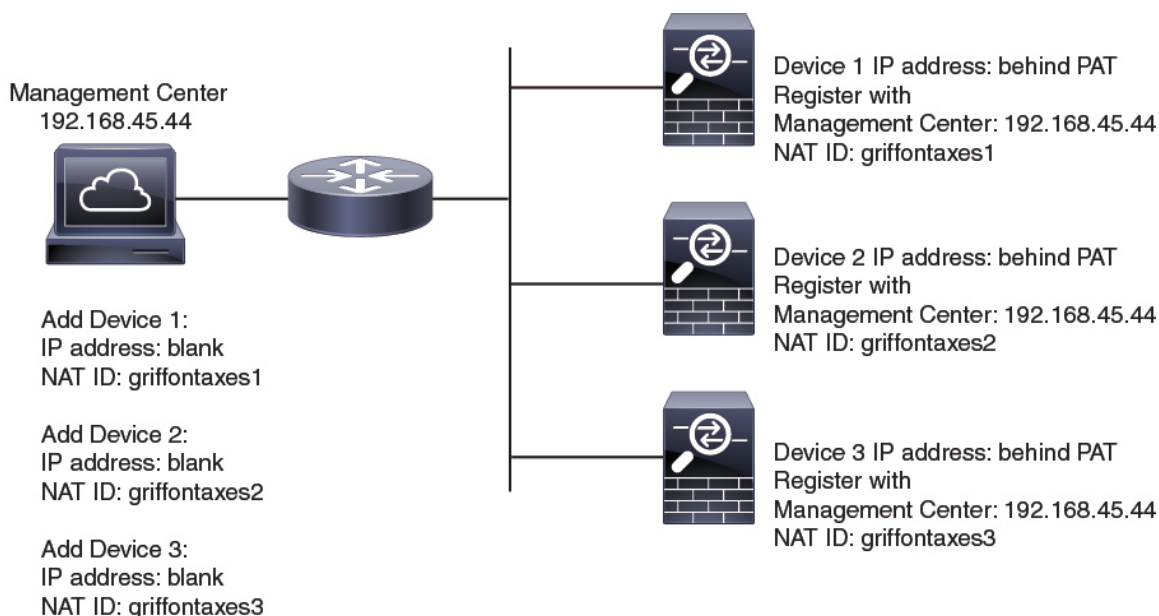 Management Center
192.168.45.44
Add Device 1:
IP address: blank
NAT ID: griffontaxes1
Add Device 2:
IP address: blank
NAT ID: griffontaxes2
Add Device 3:
IP address: blank
NAT ID: griffontaxes3
Device 1 IP address: behind PAT
Register with
Management Center: 192.168.45.44
NAT ID: griffontaxes1
Device 2 IP address: behind PAT
Register with
Management Center: 192.168.45.44
NAT ID: griffontaxes2
Device 3 IP address: behind PAT
Register with
Management Center: 192.168.45.44
NAT ID: griffontaxes3